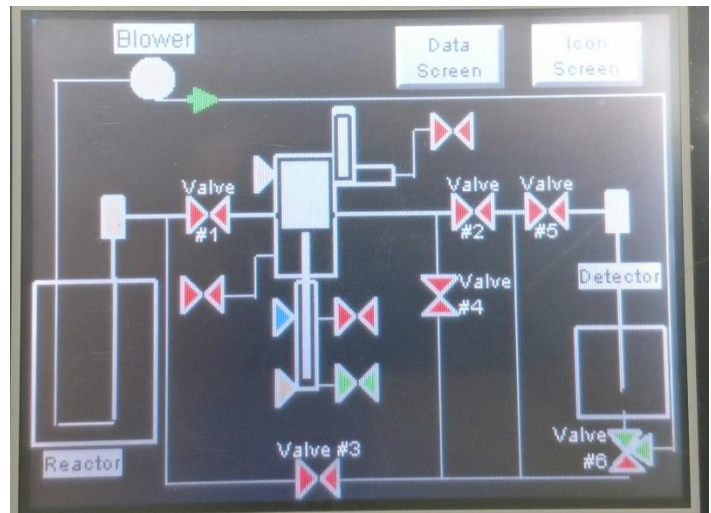 Blower
Data
Screen
Icon
Screen
Valve
#1
Valve
#2
Valve
#5
Valve
#4
Detector
Valve #3
Valve
#6
Reactor